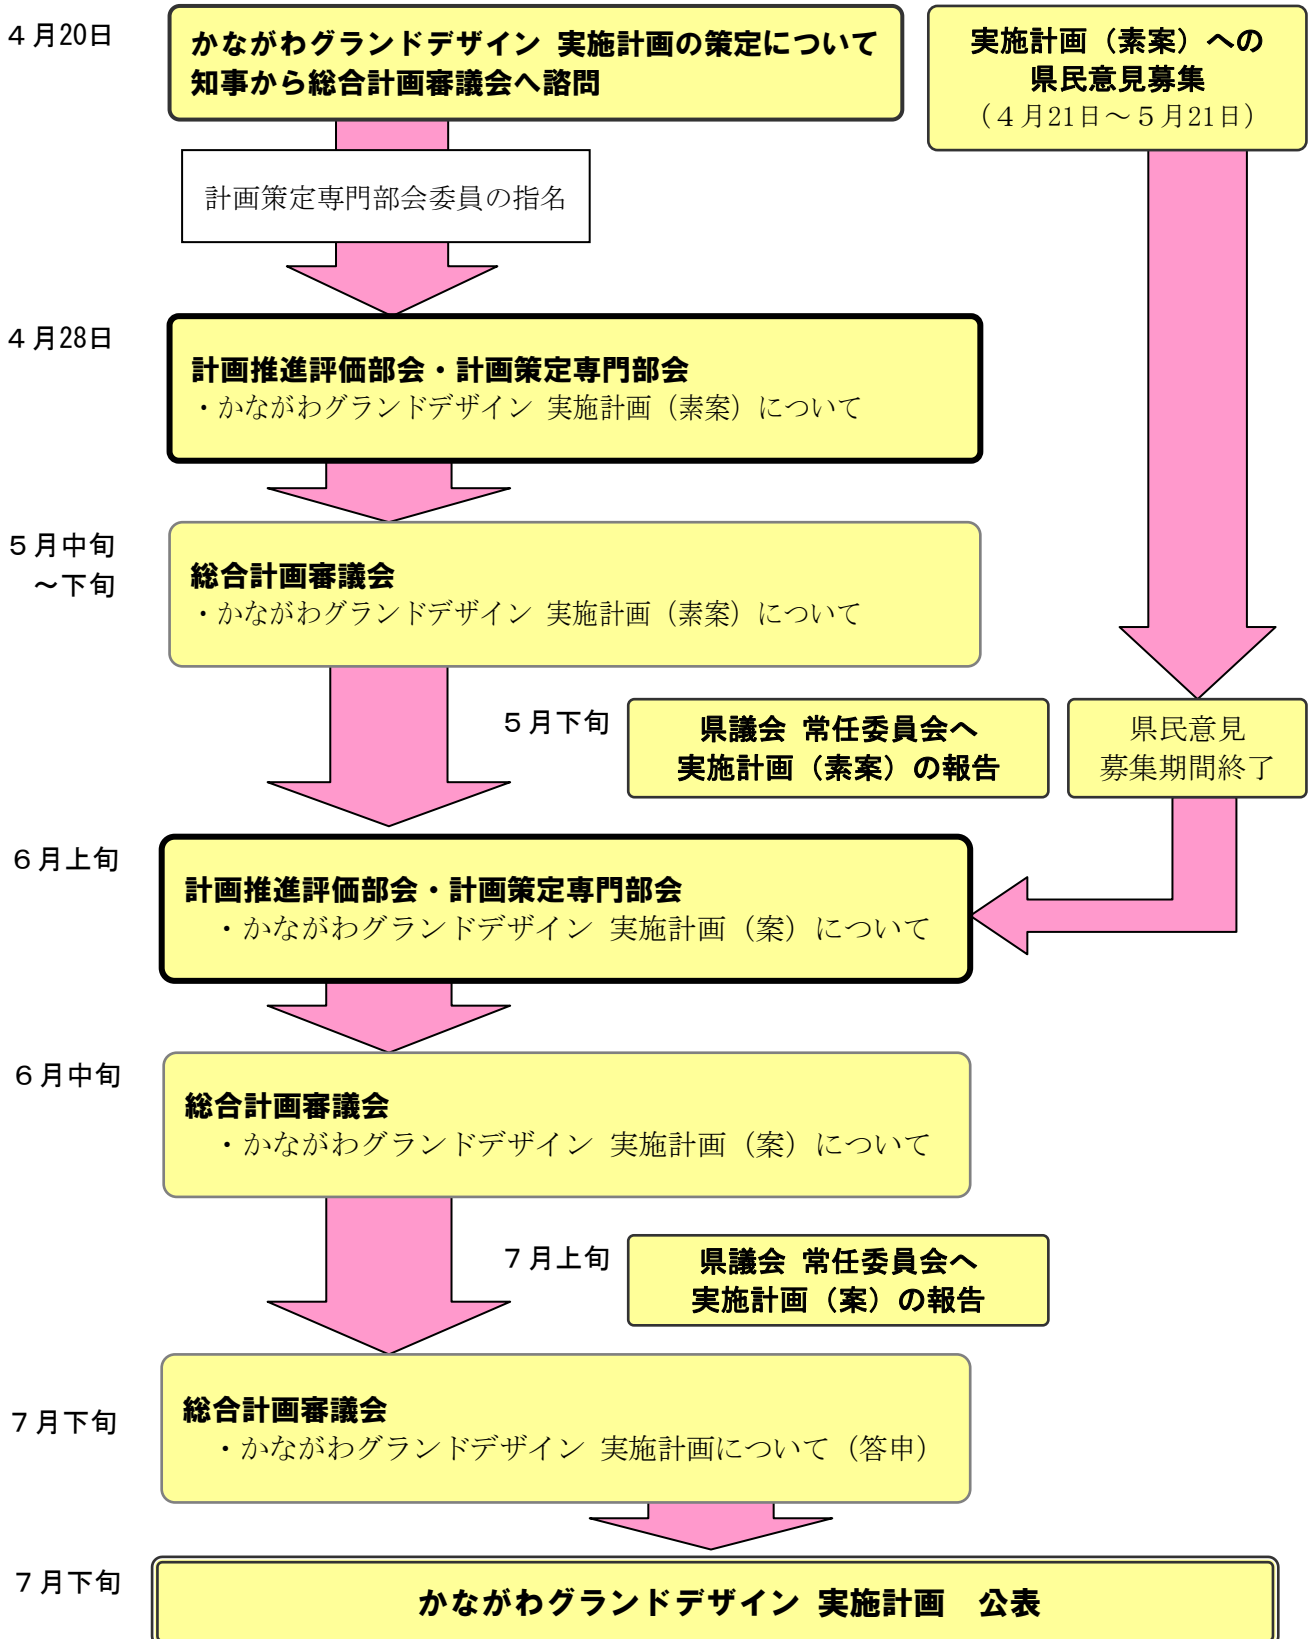 ４月20日
かながわグランドデザイン 実施計画の策定について
知事から総合計画審議会へ諮問
実施計画（素案）への
県民意見募集
（４月21日～５月21日）
計画策定専門部会委員の指名
４月28日
計画推進評価部会・計画策定専門部会
・かながわグランドデザイン 実施計画（素案）について
５月中旬
～下旬
総合計画審議会
・かながわグランドデザイン 実施計画（素案）について
５月下旬
県議会 常任委員会へ
実施計画（素案）の報告
県民意見
募集期間終了
６月上旬
計画推進評価部会・計画策定専門部会
・かながわグランドデザイン 実施計画（案）について
６月中旬
総合計画審議会
・かながわグランドデザイン 実施計画（案）について
７月上旬
県議会 常任委員会へ
実施計画（案）の報告
７月下旬
総合計画審議会
・かながわグランドデザイン 実施計画について（答申）
７月下旬
かながわグランドデザイン 実施計画　公表